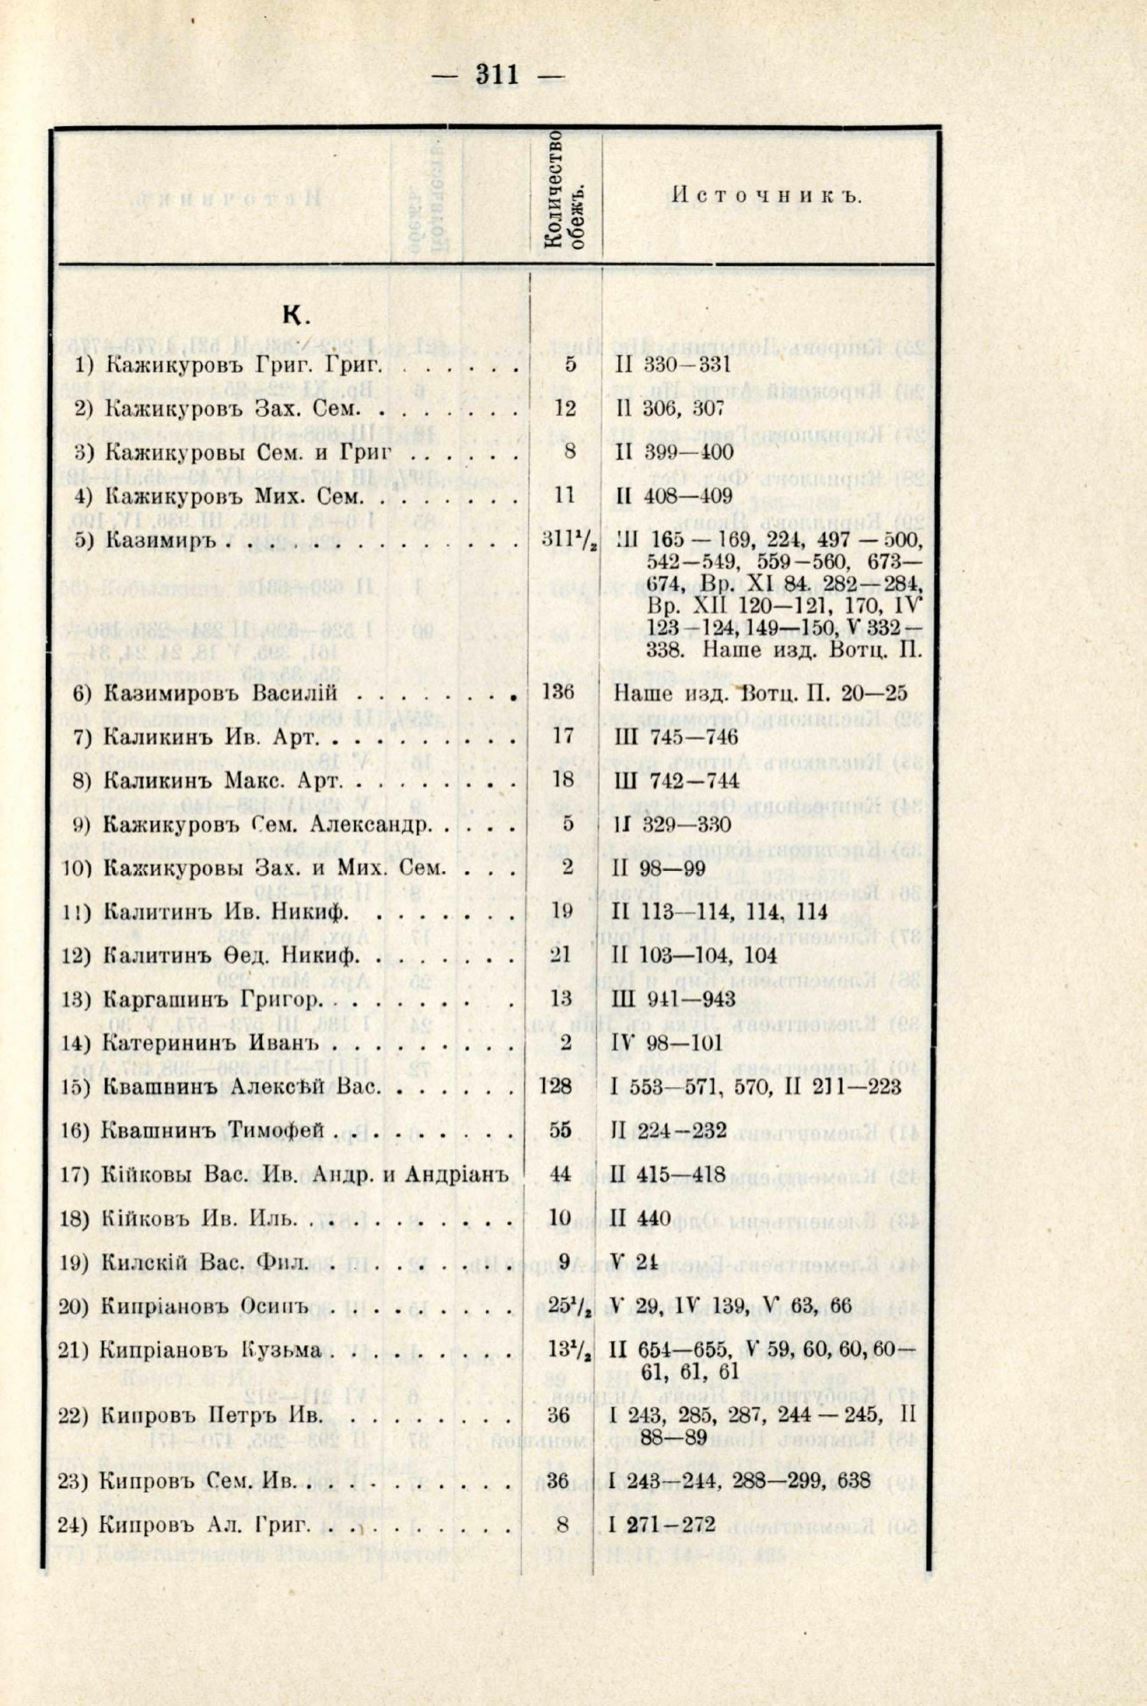 — 311 —
Количество обежъ.
Источникъ.
К.
1) Кажикуровъ Григ. Григ. . . . . . . 5 II 330—331
2) Кажикуровъ Зах. Сем. . . . . . . . 12 II 306, 307
3) Кажикуровы Сем. и Григ . . . . . . 8 II 399—400
4) Кажикуровъ Мих. Сем. . . . . . . . 11 II 408—409
5) Казимиръ . . . . . . . . . . . . . . 311½ III 165 — 169, 224, 497 — 500,
542—549, 559—560, 673—
674, Вр. XI 84, 282—284,
Вр. XII 120—121, 170, IV
123—124, 149—150, V 332—
338. Наше изд. Вотц. П.
6) Казимировъ Василій . . . . . . . . 136 Наше изд. Вотц. П. 20—25
7) Каликинъ Ив. Арт. . . . . . . . . . 17 III 745—746
8) Каликинъ Макс. Арт. . . . . . . . . 18 III 742—744
9) Кажикуровъ Сем. Александр. . . . . 5 II 329—330
10) Кажикуровы Зах. и Мих. Сем. . . . 2 II 98—99
11) Калитинъ Ив. Никиф. . . . . . . . 19 II 113—114, 114, 114
12) Калитинъ Ѳед. Никиф. . . . . . . . 21 II 103—104, 104
13) Каргашинъ Григор. . . . . . . . . 13 III 941—943
14) Катерининъ Иванъ . . . . . . . . . 2 IV 98—101
15) Квашнинъ Алексѣй Вас. . . . . . . 128 I 553—571, 570, II 211—223
16) Квашнинъ Тимофей . . . . . . . . . 55 II 224—232
17) Кійковы Вас. Ив. Андр. и Андріанъ 44 II 415—418
18) Кійковъ Ив. Иль. . . . . . . . . . . 10 II 440
19) Килскій Вас. Фил. . . . . . . . . . 9 V 24
20) Кипріановъ Осипъ . . . . . . . . . 25½ V 29, IV 139, V 63, 66
21) Кипріановъ Кузьма . . . . . . . . . 13½ II 654—655, V 59, 60, 60, 60—
61, 61, 61
22) Кипровъ Петръ Ив. . . . . . . . . 36 I 243, 285, 287, 244 — 245, II
88—89
23) Кипровъ Сем. Ив. . . . . . . . . . . 36 I 243—244, 288—299, 638
24) Кипровъ Ал. Григ. . . . . . . . . . 8 I 271—272